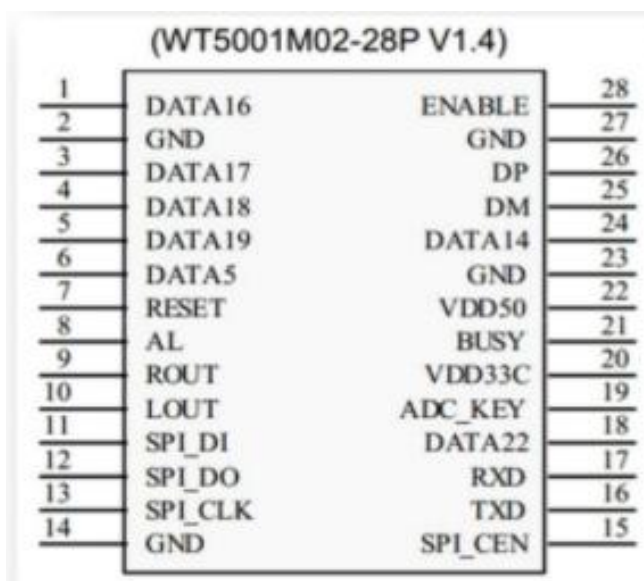 (WT5001M02-28P V1.4)
1 DATA16 ENABLE 28
2 GND GND 27
3 DATA17 DP 26
4 DATA18 DM 25
5 DATA19 DATA14 24
6 DATA5 GND 23
7 RESET VDD50 22
8 AL BUSY 21
9 ROUT VDD33C 20
10 LOUT ADC_KEY 19
11 SPI_DI DATA22 18
12 SPI_DO RXD 17
13 SPI_CLK TXD 16
14 GND SPI_CEN 15